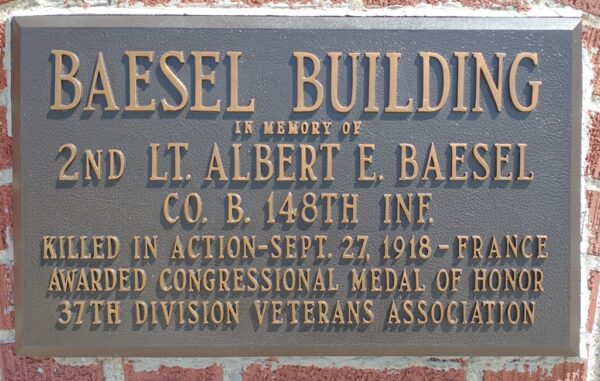 BAESEL BUILDING
IN MEMORY OF
2ND LT. ALBERT E. BAESEL
CO. B. 148TH INF.
KILLED IN ACTION-SEPT. 27, 1918-FRANCE
AWARDED CONGRESSIONAL MEDAL OF HONOR
37TH DIVISION VETERANS ASSOCIATION